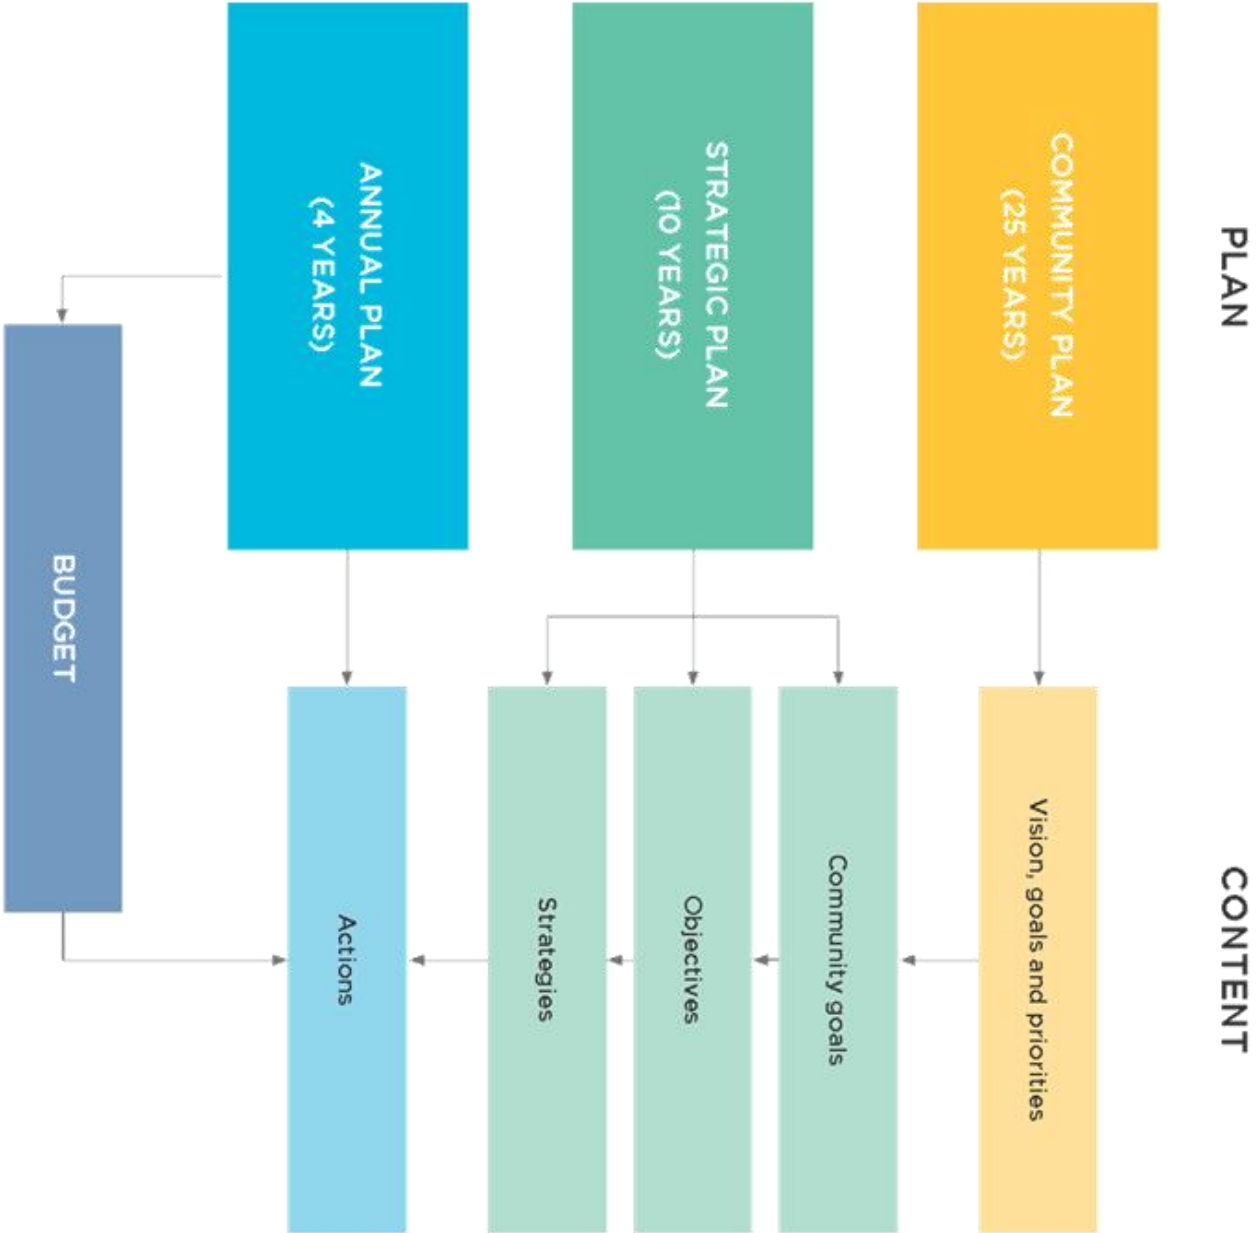 PLAN
CONTENT
COMMUNITY PLAN
(25 YEARS)
Vision, goals and priorities
STRATEGIC PLAN
(10 YEARS)
Community goals
Objectives
Strategies
ANNUAL PLAN
(4 YEARS)
Actions
BUDGET